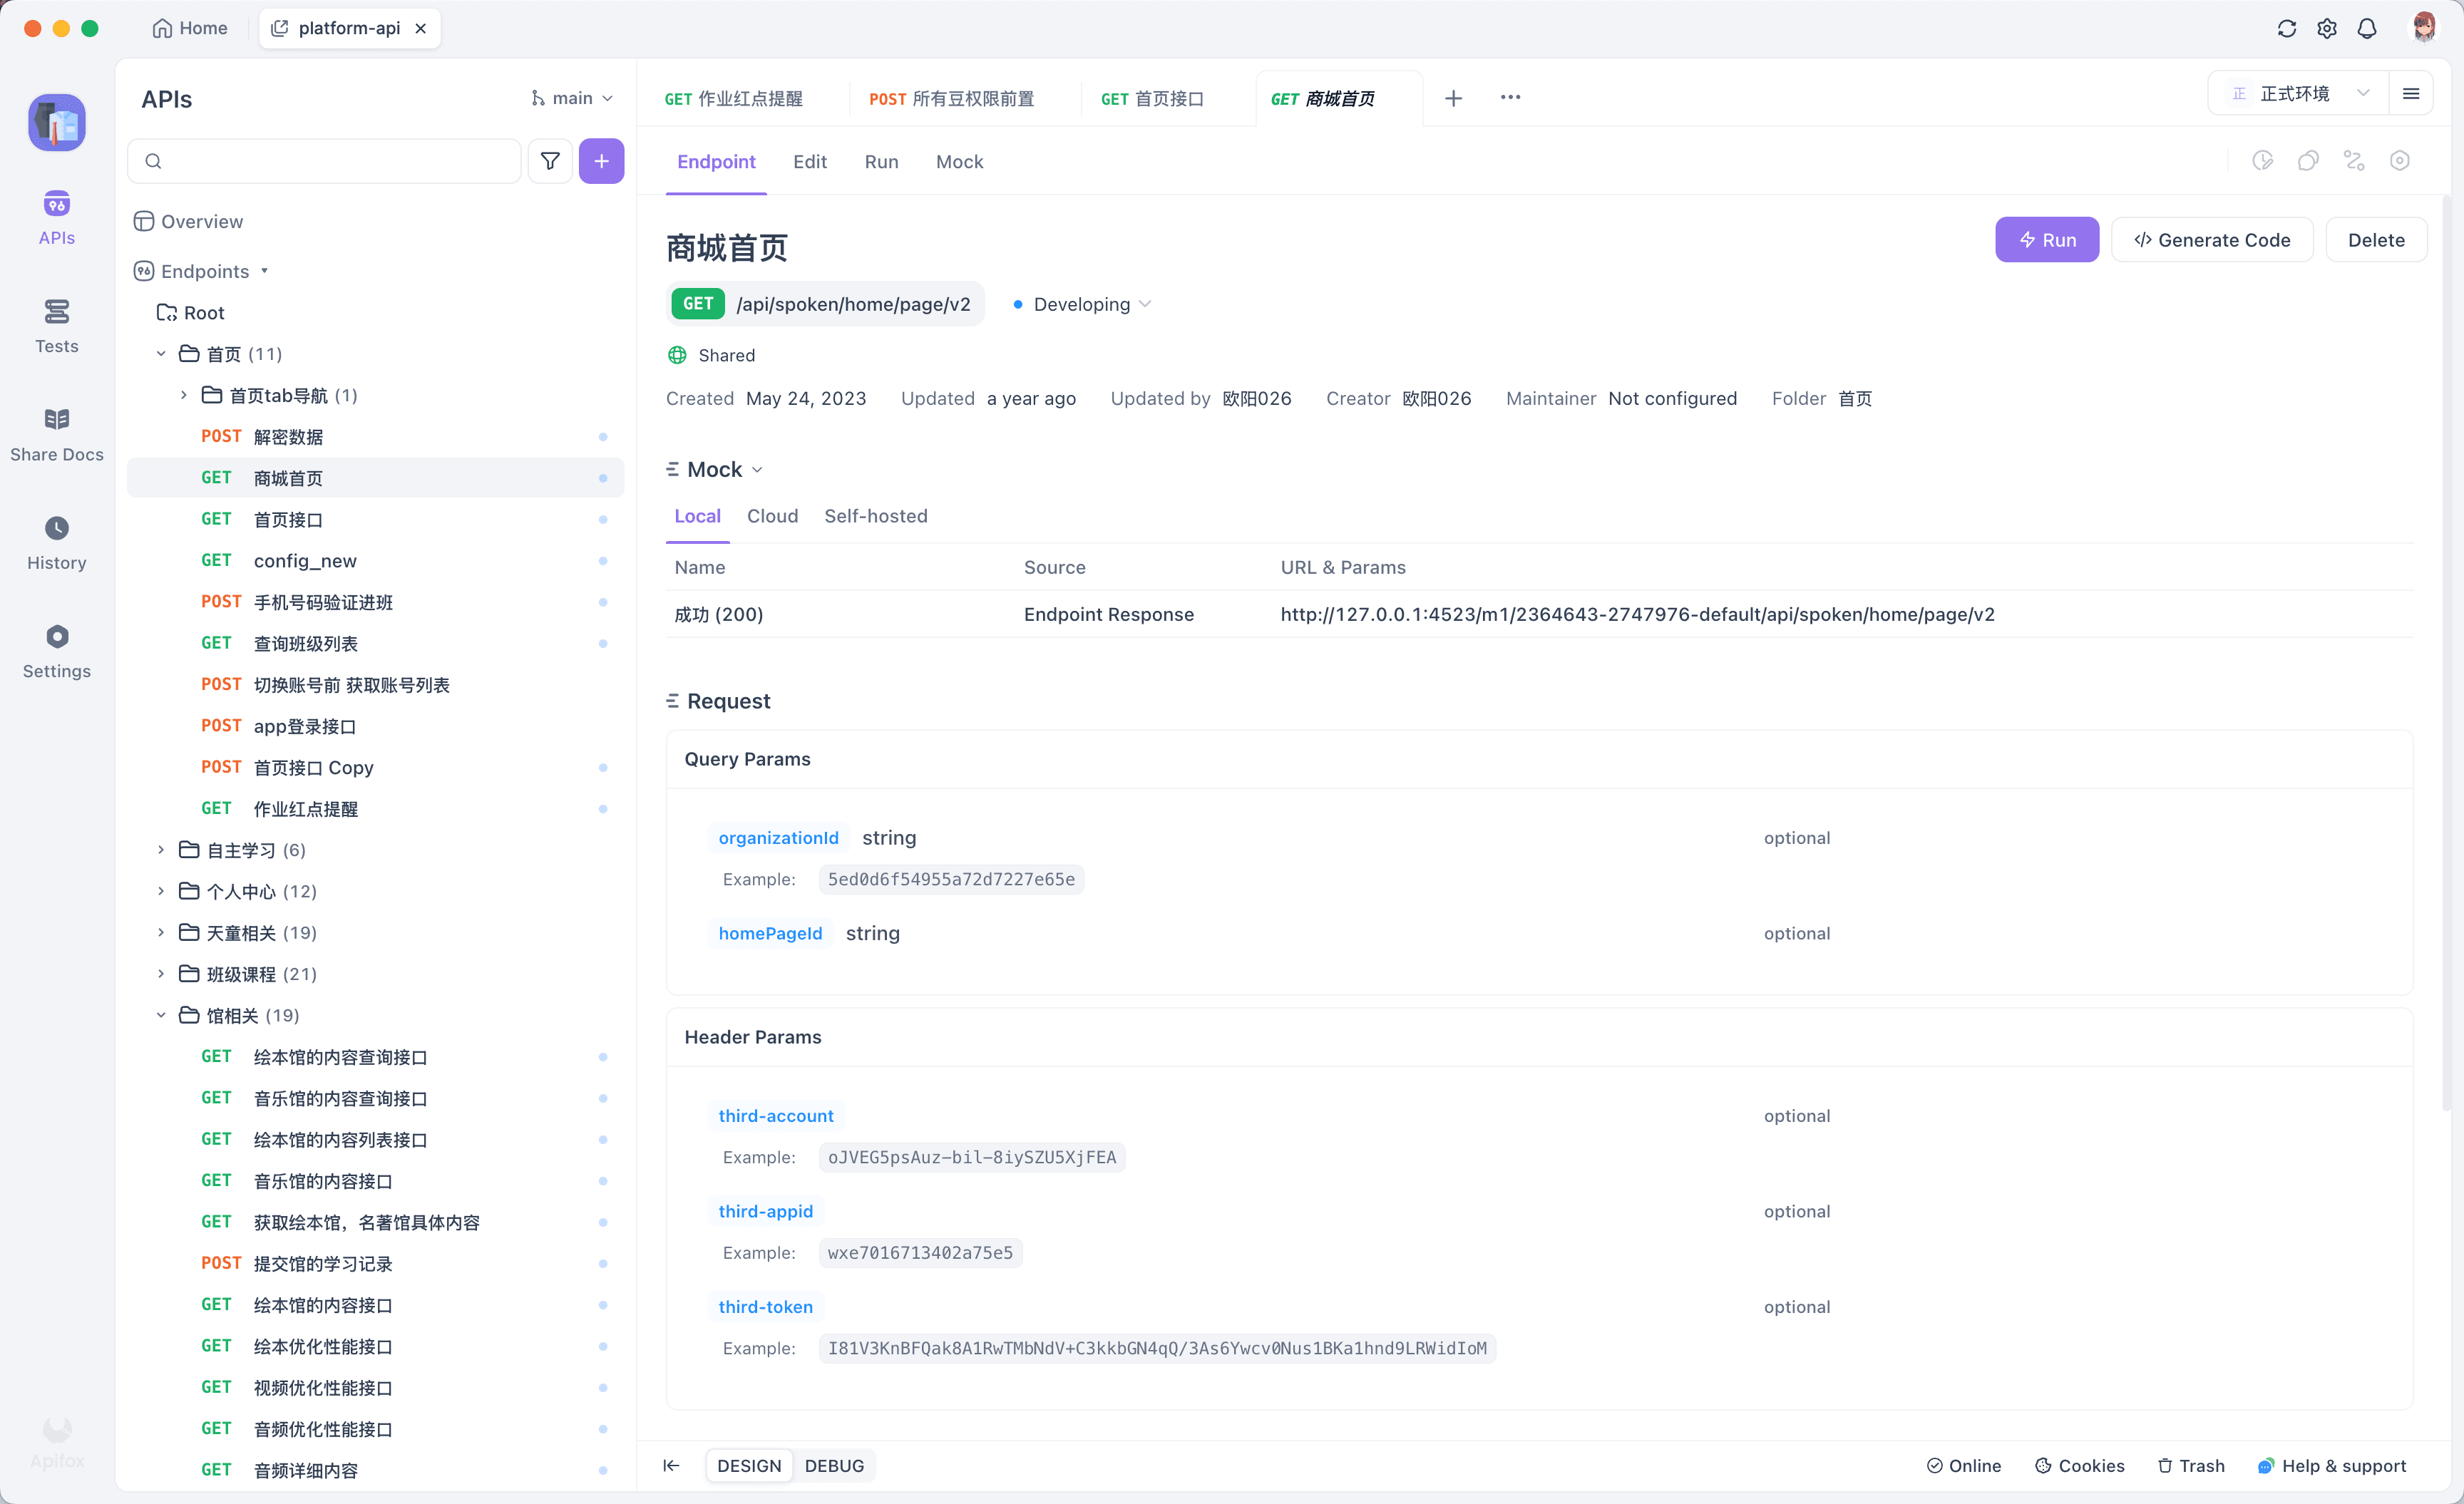 Home
platform-api
APIs
Tests
Share Docs
History
Settings
Apifox
APIs
main
Overview
Endpoints
Root
首页 (11)
首页tab导航 (1)
POST 解密数据
GET 商城首页
GET 首页接口
GET config_new
POST 手机号码验证进班
GET 查询班级列表
POST 切换账号前 获取账号列表
POST app登录接口
POST 首页接口 Copy
GET 作业红点提醒
自主学习 (6)
个人中心 (12)
天童相关 (19)
班级课程 (21)
馆相关 (19)
GET 绘本馆的内容查询接口
GET 音乐馆的内容查询接口
GET 绘本馆的内容列表接口
GET 音乐馆的内容接口
GET 获取绘本馆，名著馆具体内容
POST 提交馆的学习记录
GET 绘本馆的内容接口
GET 绘本优化性能接口
GET 视频优化性能接口
GET 音频优化性能接口
GET 音频详细内容
GET 作业红点提醒
POST 所有豆权限前置
GET 首页接口
GET 商城首页
正 正式环境
Endpoint Edit Run Mock
商城首页
Run
Generate Code
Delete
GET /api/spoken/home/page/v2
Developing
Shared
Created May 24, 2023 Updated a year ago Updated by 欧阳026 Creator 欧阳026 Maintainer Not configured Folder 首页
Mock
Local Cloud Self-hosted
Name Source URL & Params
成功 (200) Endpoint Response http://127.0.0.1:4523/m1/2364643-2747976-default/api/spoken/home/page/v2
Request
Query Params
organizationId string optional
Example: 5ed0d6f54955a72d7227e65e
homePageId string optional
Header Params
third-account optional
Example: oJVEG5psAuz-bil-8iySZU5XjFEA
third-appid optional
Example: wxe7016713402a75e5
third-token optional
Example: I81V3KnBFQak8A1RwTMbNdV+C3kkbGN4qQ/3As6Ywcv0Nus1BKa1hnd9LRWidIoM
DESIGN DEBUG
Online
Cookies
Trash
Help & support